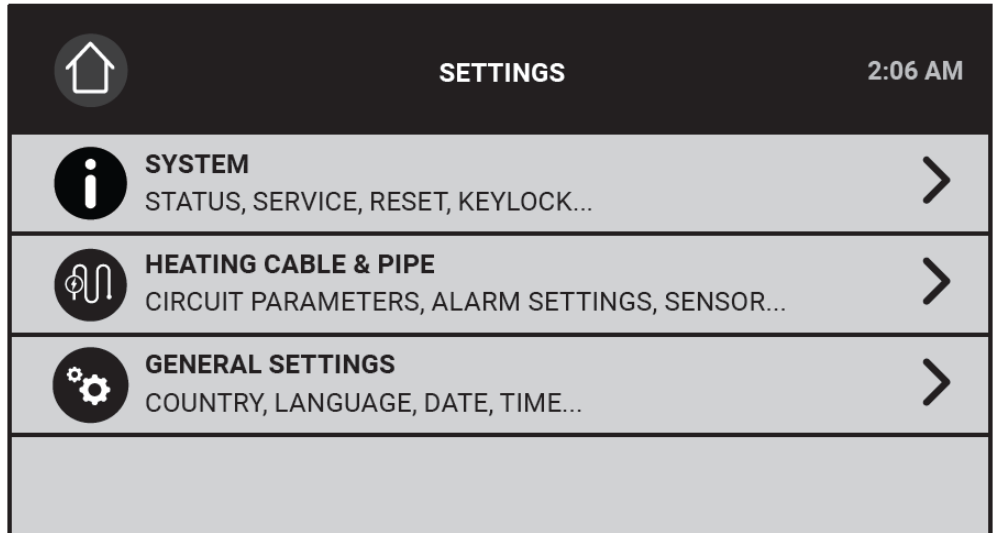 SETTINGS
2:06 AM
SYSTEM
STATUS, SERVICE, RESET, KEYLOCK...
HEATING CABLE & PIPE
CIRCUIT PARAMETERS, ALARM SETTINGS, SENSOR...
GENERAL SETTINGS
COUNTRY, LANGUAGE, DATE, TIME...